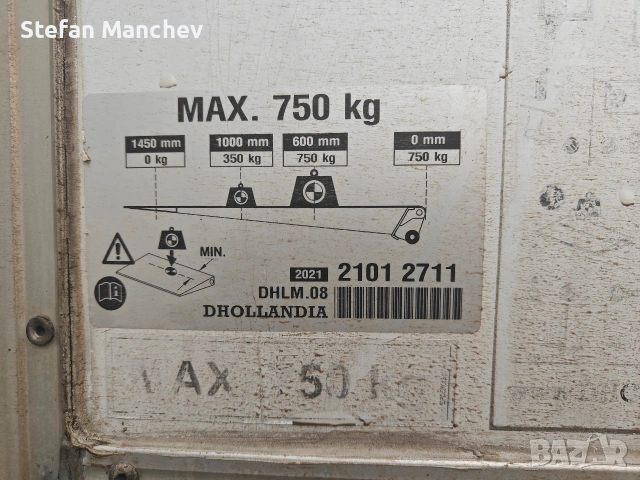 Stefan Manchev
MAX. 750 kg
1450 mm 1000 mm 600 mm 0 mm
0 kg 350 kg 750 kg 750 kg
MIN.
2021 2101 2711
DHLM.08
DHOLLANDIA
BAZAR